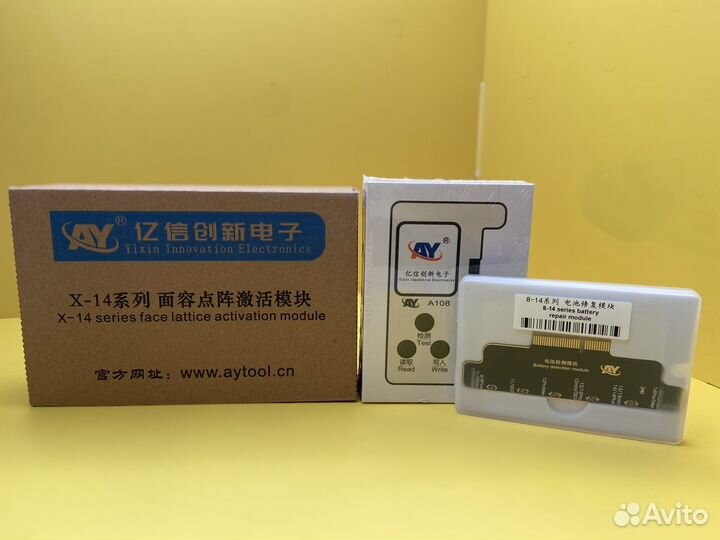 AY®
亿信创新电子
Yixin Innovation Electronics
X-14系列 面容点阵激活模块
X-14 series face lattice activation module
官方网址：www.aytool.cn
AY®
亿信创新电子
Yixin Innovation Electronics
AY A108
检测
Test
读取
Read
写入
Write
8-14系列 电池修复模块
8-14 series battery
repair module
电池检测模块
Battery detection module
AY
Avito